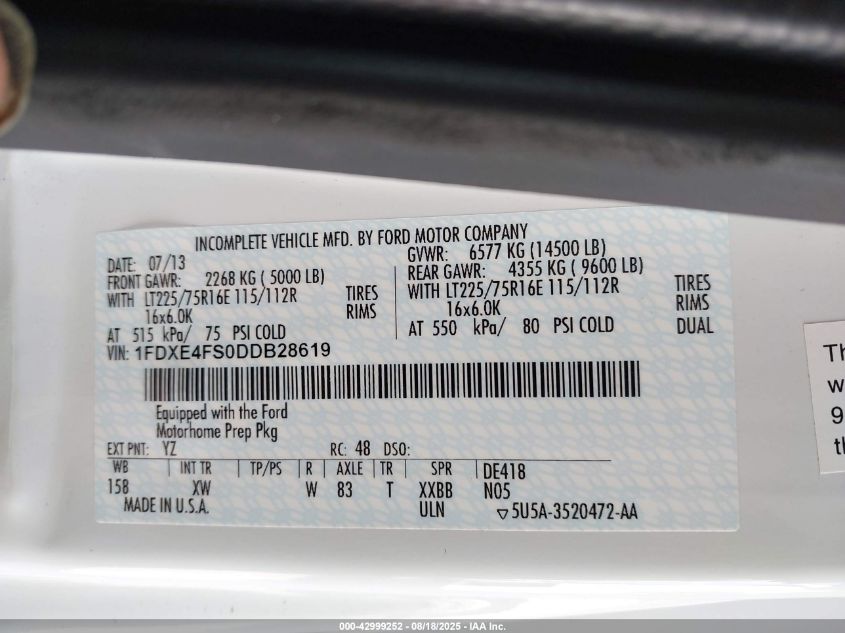 INCOMPLETE VEHICLE MFD. BY FORD MOTOR COMPANY
DATE: 07/13
FRONT GAWR: 2268 KG ( 5000 LB)
WITH LT225/75R16E 115/112R TIRES
16x6.0K RIMS
AT 515 kPa/ 75 PSI COLD
GVWR: 6577 KG (14500 LB)
REAR GAWR: 4355 KG ( 9600 LB)
WITH LT225/75R16E 115/112R TIRES
16x6.0K RIMS
AT 550 kPa/ 80 PSI COLD DUAL
VIN: 1FDXE4FS0DDB28619
Equipped with the Ford
Motorhome Prep Pkg
EXT PNT: YZ RC: 48 DSO:
WB | INT TR | TP/PS | R | AXLE | TR | SPR DE418
158 XW W 83 T XXBB N05
MADE IN U.S.A. ULN ▽5U5A-3520472-AA
Th
w
9
th
000-42999252 - 08/18/2025 - IAA Inc.